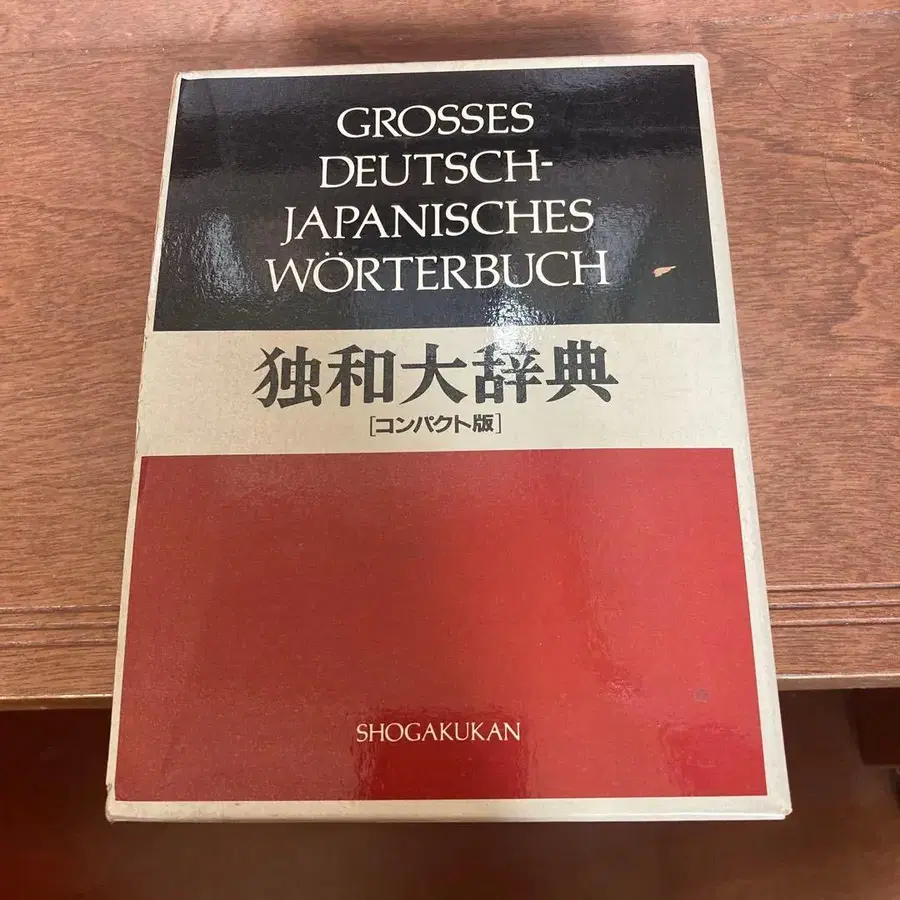 GROSSES
DEUTSCH-
JAPANISCHES
WÖRTERBUCH
独和大辞典
[コンパクト版]
SHOGAKUKAN